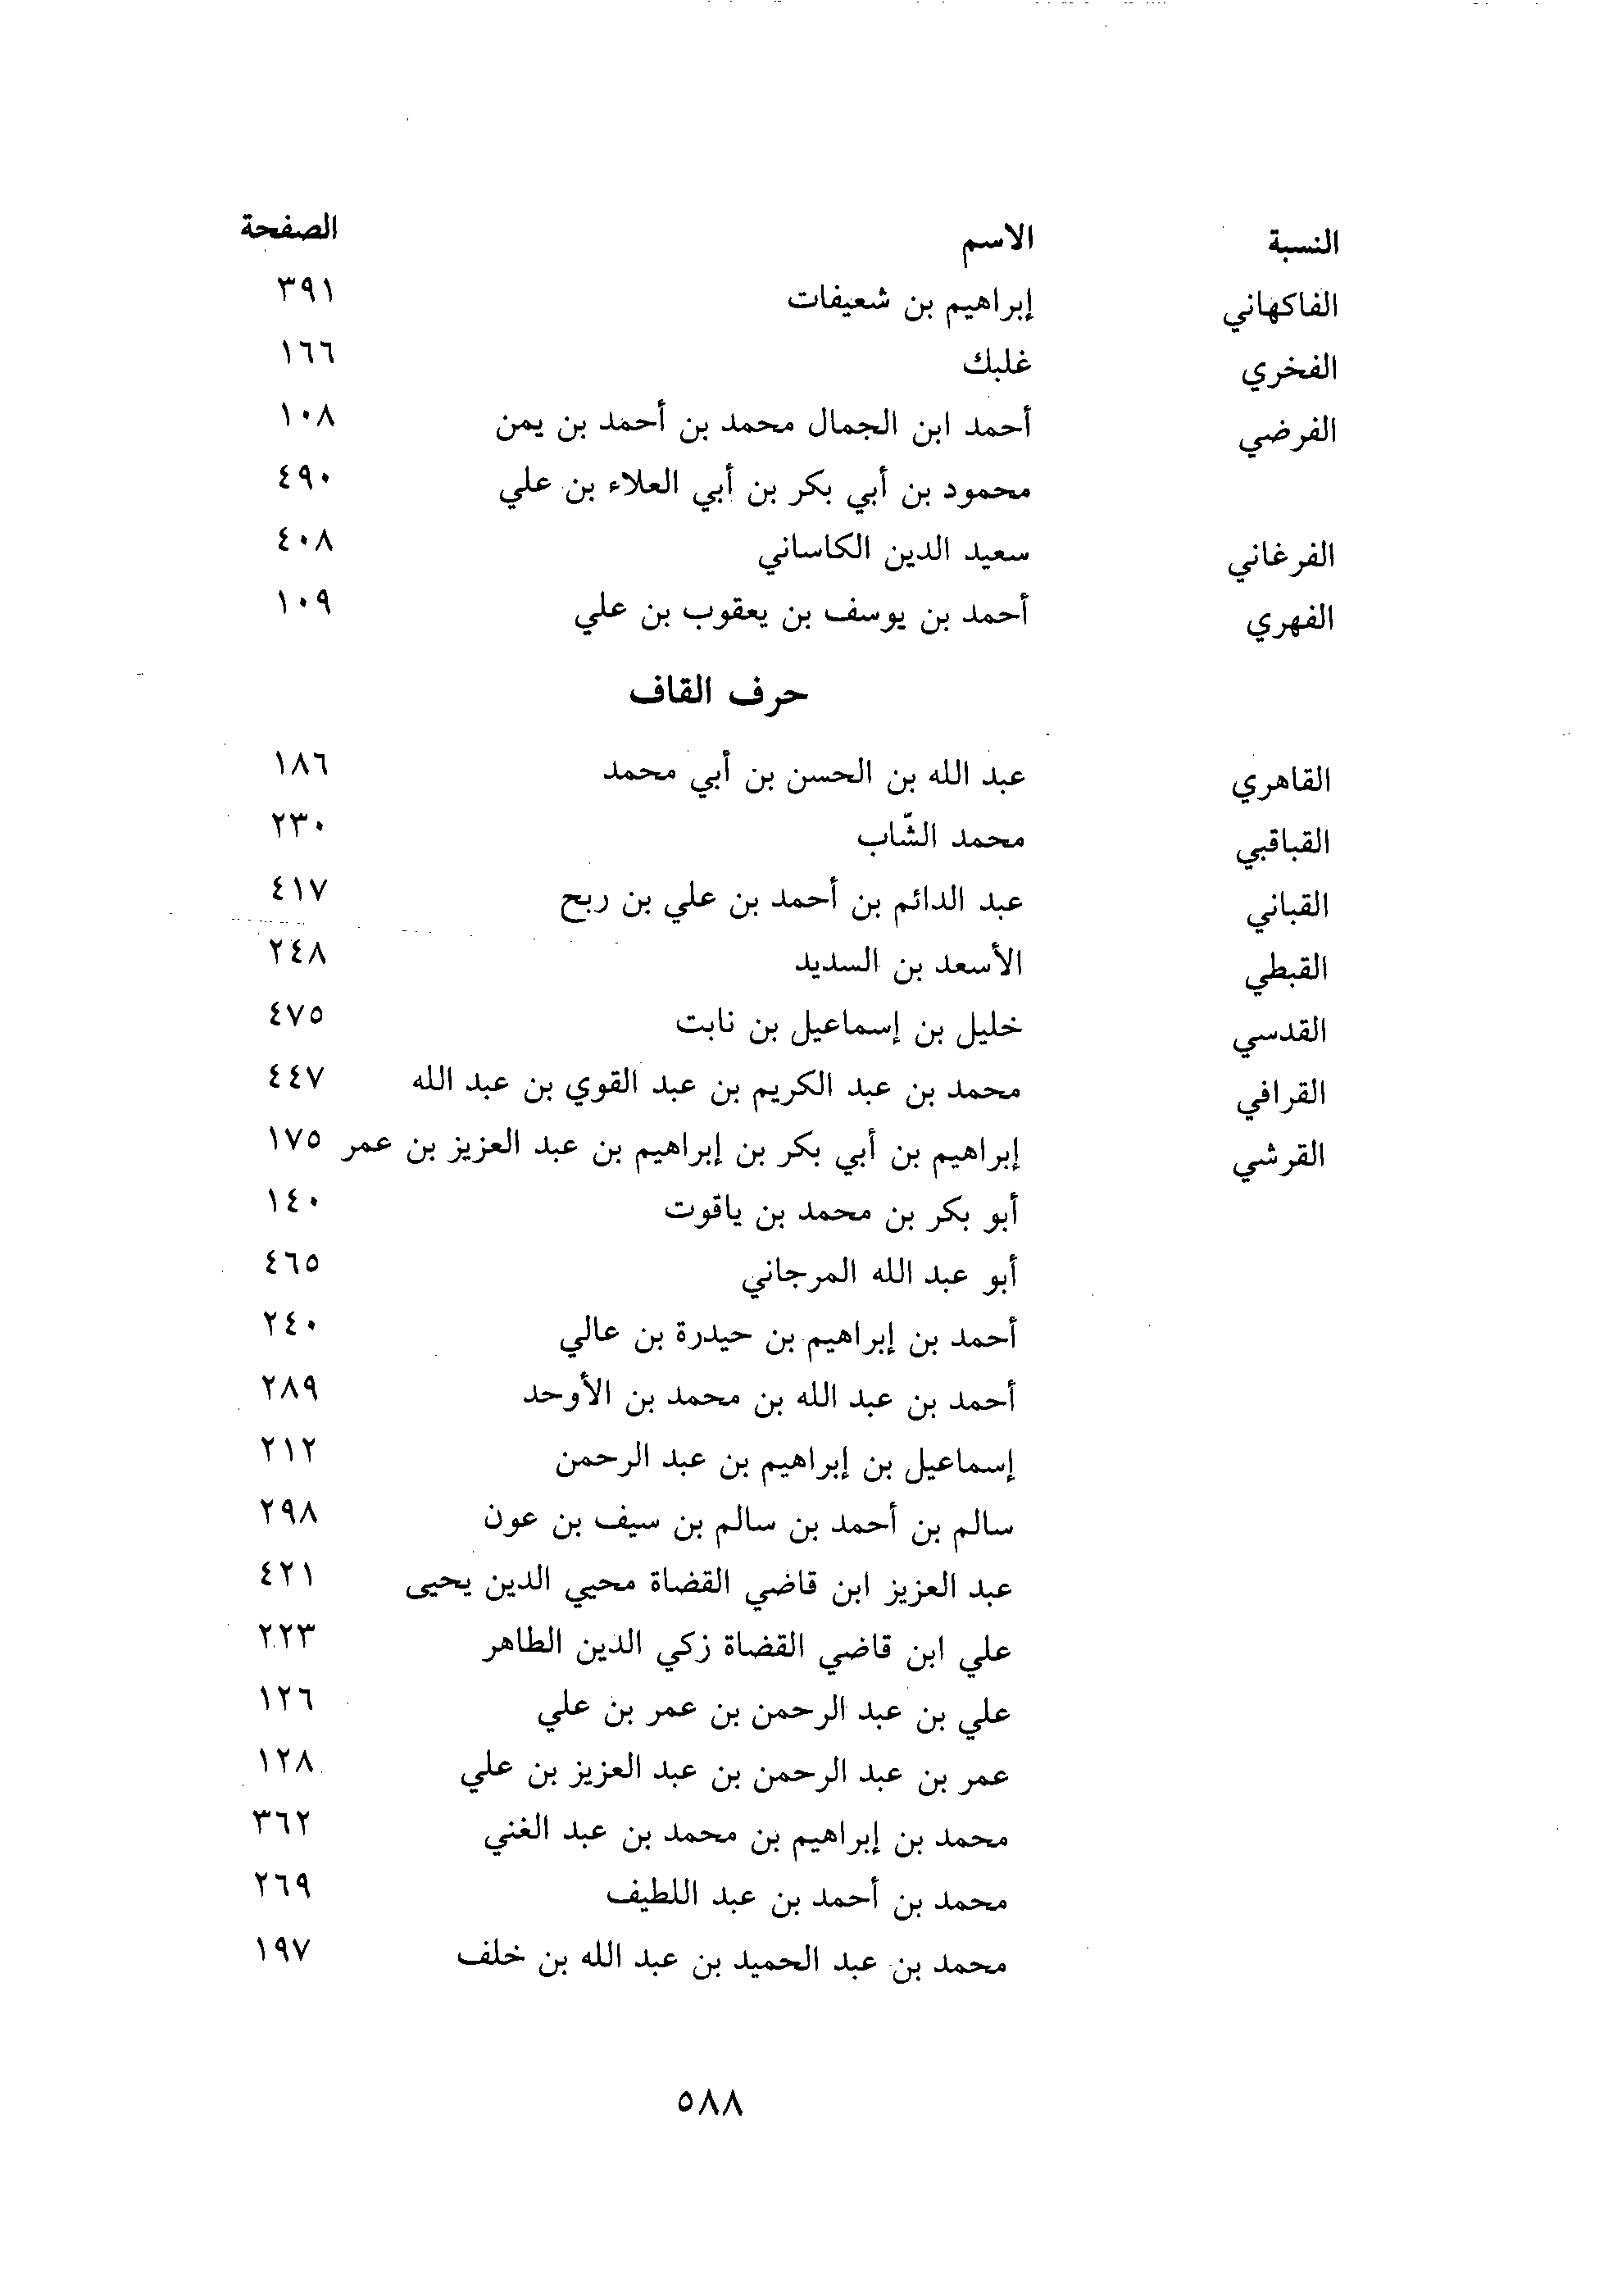 النسبة الاسم الصفحة
الفاكهاني إبراهيم بن شعيفات ٣٩١
الفخري غلبك ١٦٦
الفرضي أحمد ابن الجمال محمد بن أحمد بن يمن ١٠٨
محمود بن أبي بكر بن أبي العلاء بن علي ٤٩٠
الفرغاني سعيد الدين الكاساني ٤٠٨
الفهري أحمد بن يوسف بن يعقوب بن علي ١٠٩
حرف القاف
القاهري عبد الله بن الحسن بن أبي محمد ١٨٦
القباقبي محمد الشّاب ٢٣٠
القباني عبد الدائم بن أحمد بن علي بن ربح ٤١٧
القبطي الأسعد بن السديد ٢٤٨
القدسي خليل بن إسماعيل بن نابت ٤٧٥
القرافي محمد بن عبد الكريم بن عبد القوي بن عبد الله ٤٤٧
القرشي إبراهيم بن أبي بكر بن إبراهيم بن عبد العزيز بن عمر ١٧٥
أبو بكر بن محمد بن ياقوت ١٤٠
أبو عبد الله المرجاني ٤٦٥
أحمد بن إبراهيم بن حيدرة بن عالي ٢٤٠
أحمد بن عبد الله بن محمد بن الأوحد ٢٨٩
إسماعيل بن إبراهيم بن عبد الرحمن ٢١٢
سالم بن أحمد بن سالم بن سيف بن عون ٢٩٨
عبد العزيز ابن قاضي القضاة محيي الدين يحيى ٤٢١
علي ابن قاضي القضاة زكي الدين الطاهر ٢٢٣
علي بن عبد الرحمن بن عمر بن علي ١٢٦
عمر بن عبد الرحمن بن عبد العزيز بن علي ١٢٨
محمد بن إبراهيم بن محمد بن عبد الغني ٣٦٢
محمد بن أحمد بن عبد اللطيف ٢٦٩
محمد بن عبد الحميد بن عبد الله بن خلف ١٩٧
٥٨٨